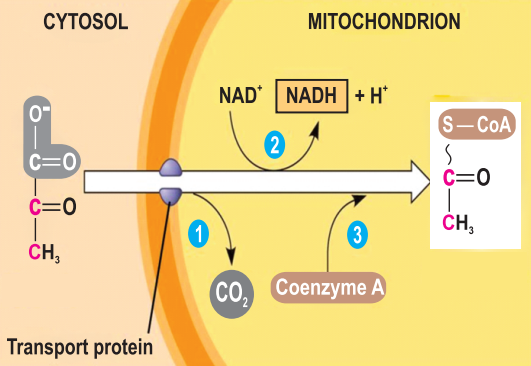 CYTOSOL
MITOCHONDRION
NAD⁺ NADH + H⁺
2
O⁻
C=O
C=O
CH₃
S — CoA
C=O
CH₃
1
3
CO₂
Coenzyme A
Transport protein